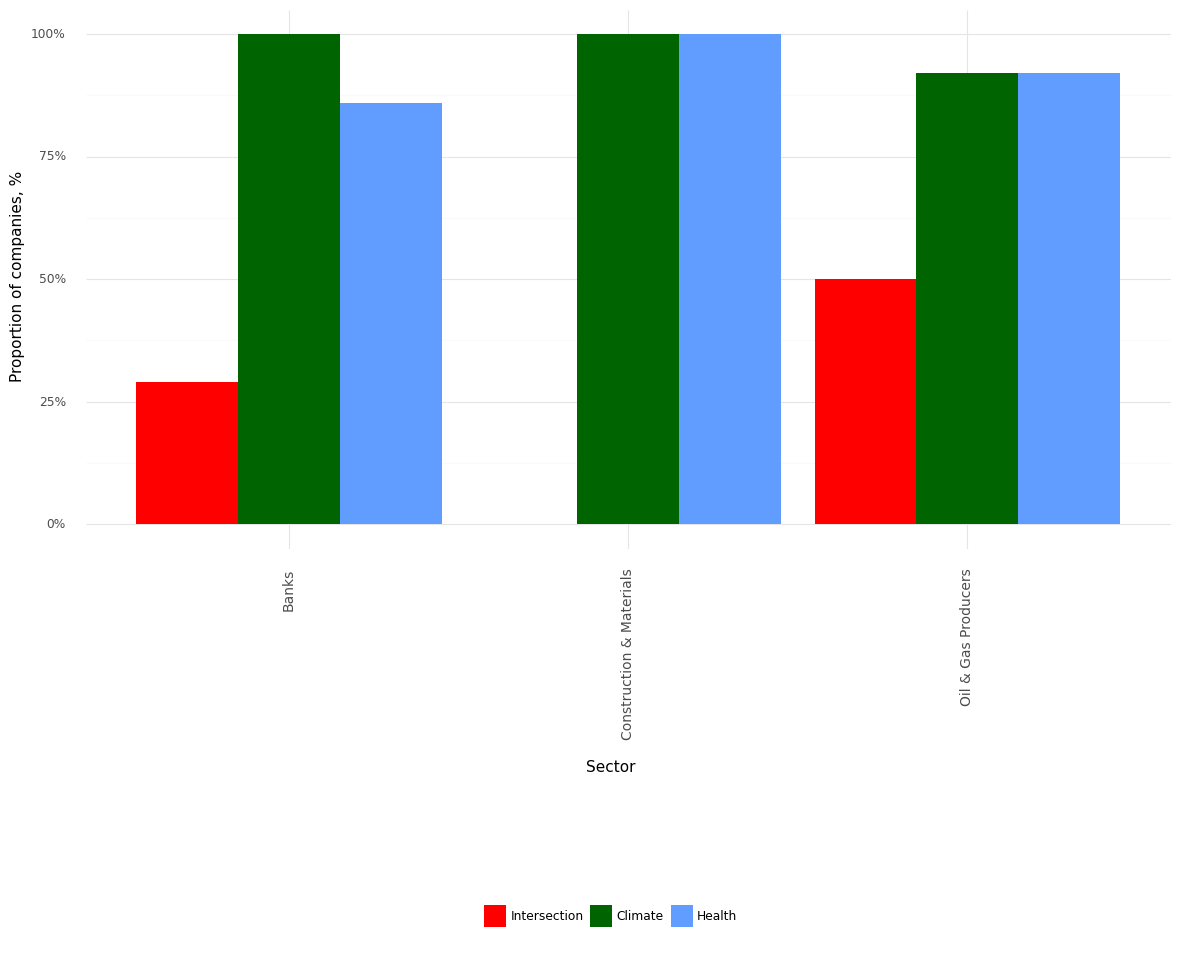 100%
75%
50%
25%
0%
Proportion of companies, %
Banks
Construction & Materials
Oil & Gas Producers
Sector
Intersection Climate Health